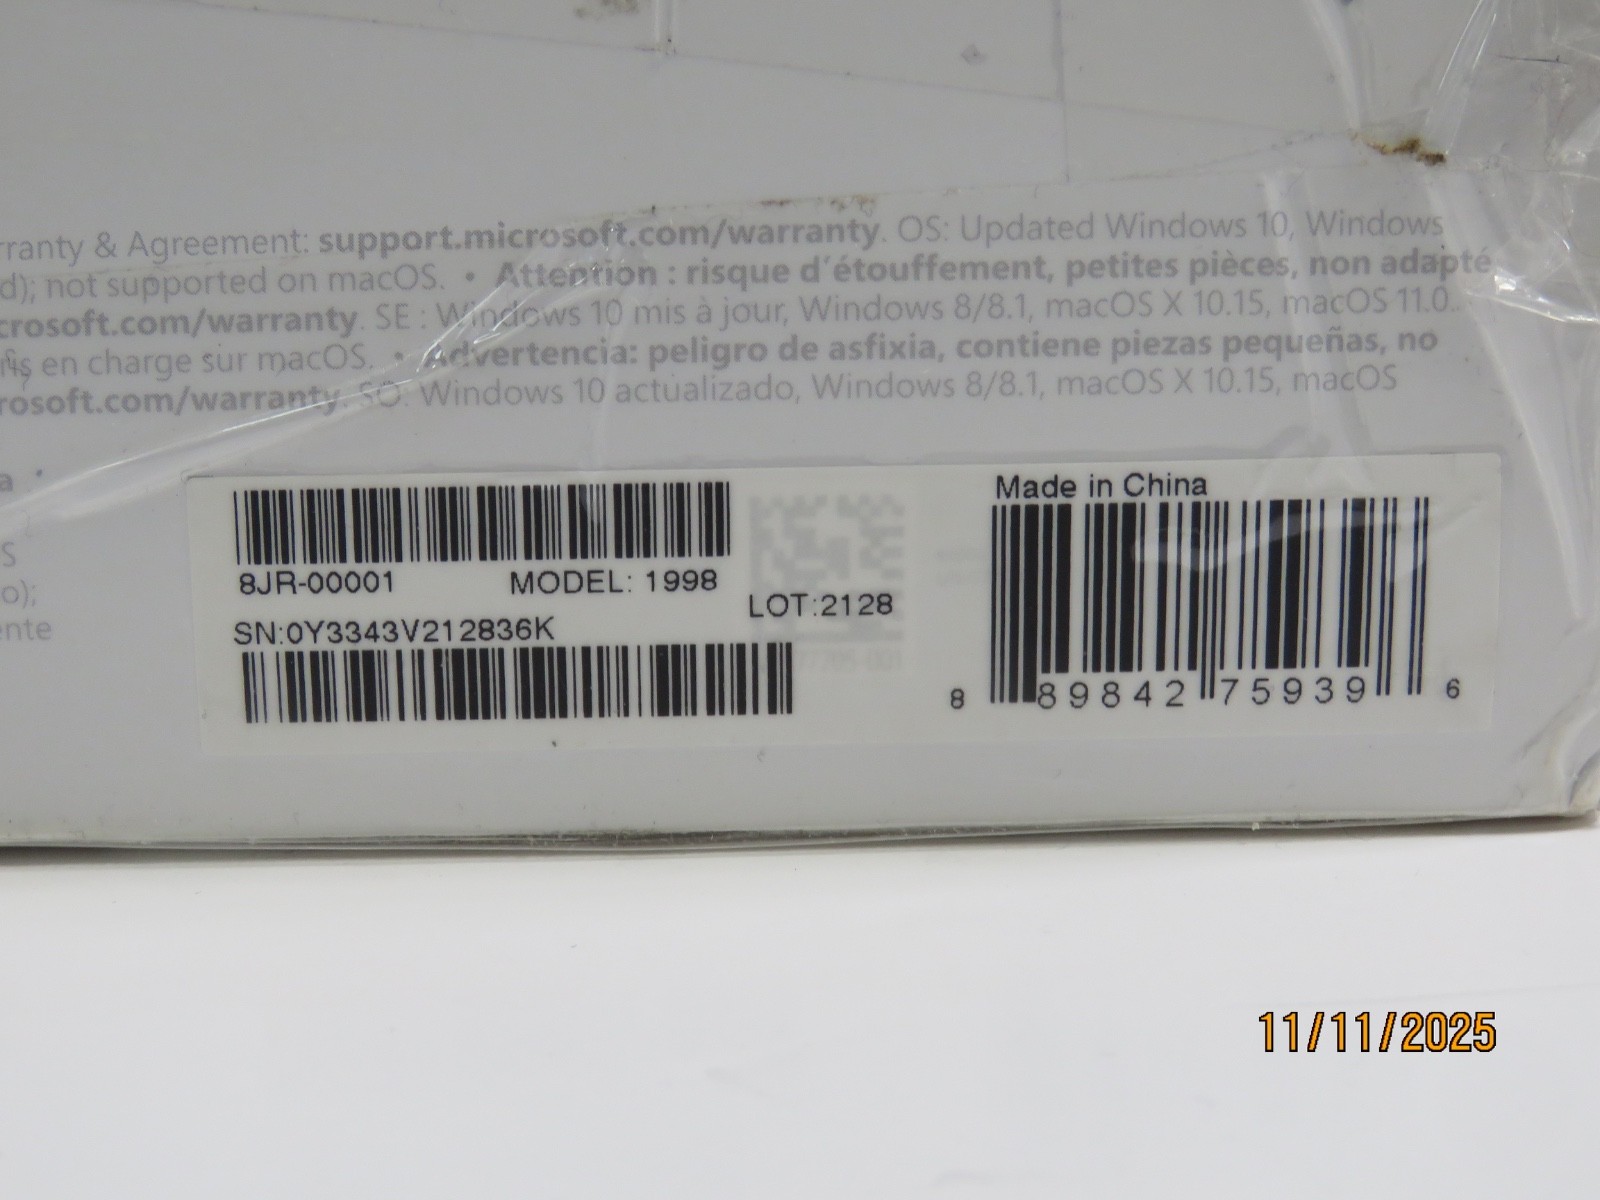 rranty & Agreement: support.microsoft.com/warranty. OS: Updated Windows 10, Windows
d); not supported on macOS. • Attention : risque d'étouffement, petites pièces, non adapté
crosoft.com/warranty. SE : Windows 10 mis à jour, Windows 8/8.1, macOS X 10.15, macOS 11.0..
en charge sur macOS. • Advertencia: peligro de asfixia, contiene piezas pequeñas, no
rosoft.com/warranty. SO: Windows 10 actualizado, Windows 8/8.1, macOS X 10.15, macOS
a •
S
o);
ente
8JR-00001 MODEL: 1998
LOT:2128
SN:0Y3343V212836K
Made in China
8 89842 75939 6
11/11/2025